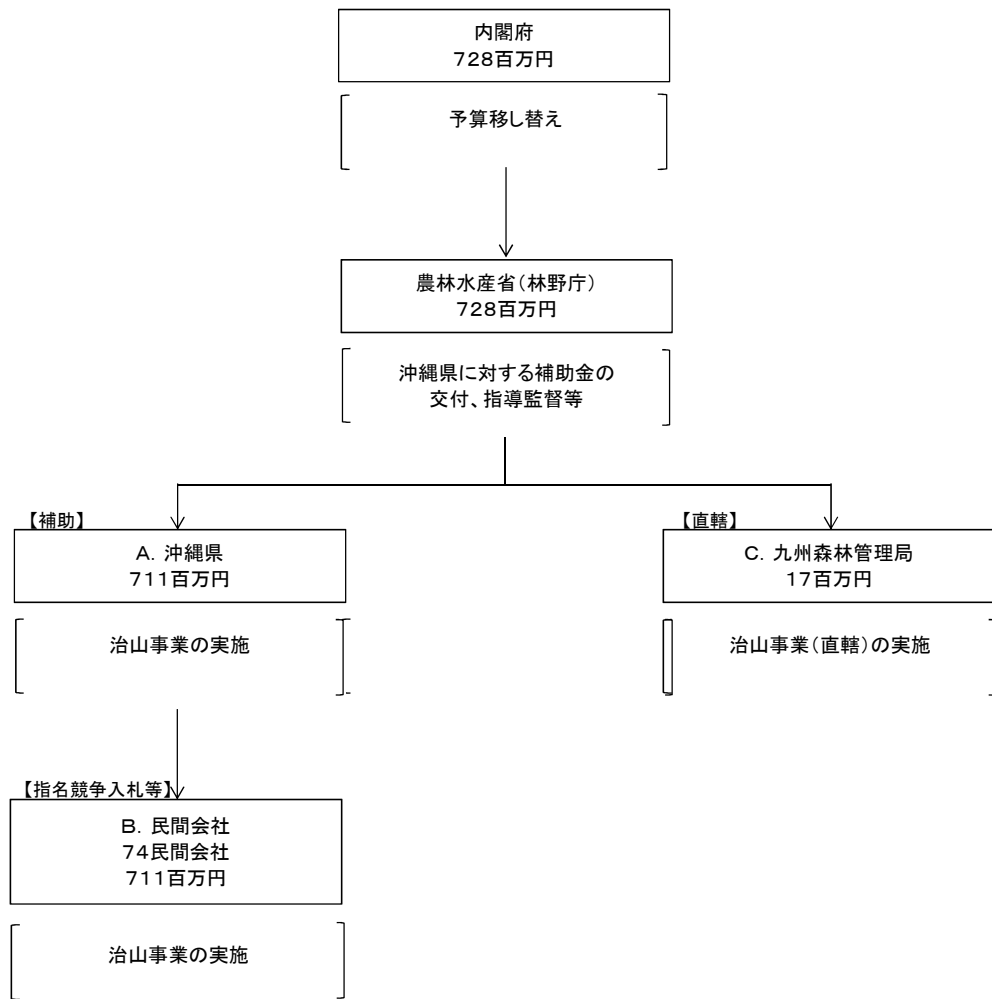 内閣府
728百万円
予算移し替え
農林水産省(林野庁)
728百万円
沖縄県に対する補助金の
交付、指導監督等
【補助】
A. 沖縄県
711百万円
治山事業の実施
【直轄】
C. 九州森林管理局
17百万円
治山事業(直轄)の実施
【指名競争入札等】
B. 民間会社
74民間会社
711百万円
治山事業の実施